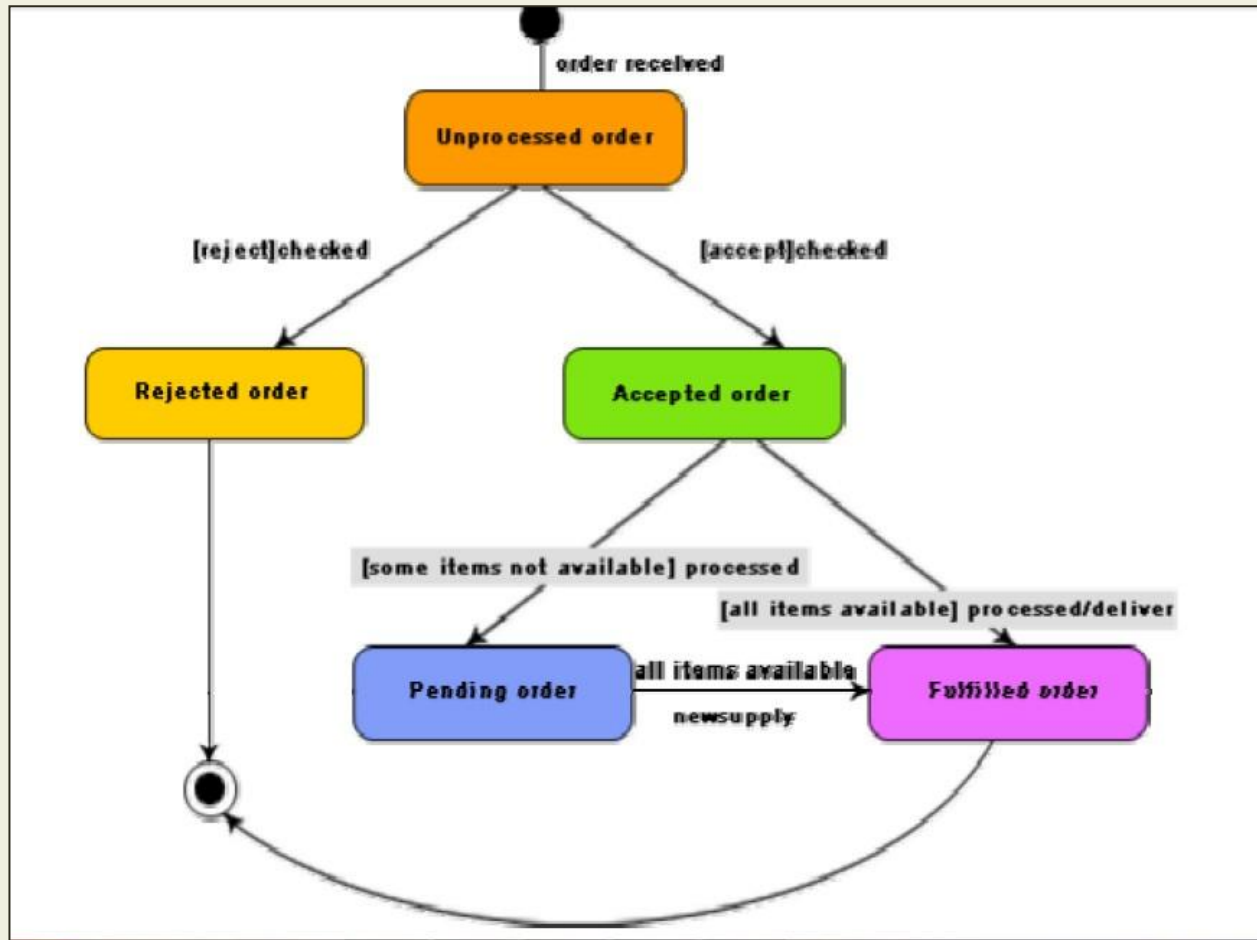 order received
Unprocessed order
[reject]checked
[accept]checked
Rejected order
Accepted order
[some items not available] processed
[all items available] processed/deliver
Pending order
all items available
newsupply
Fulfilled order